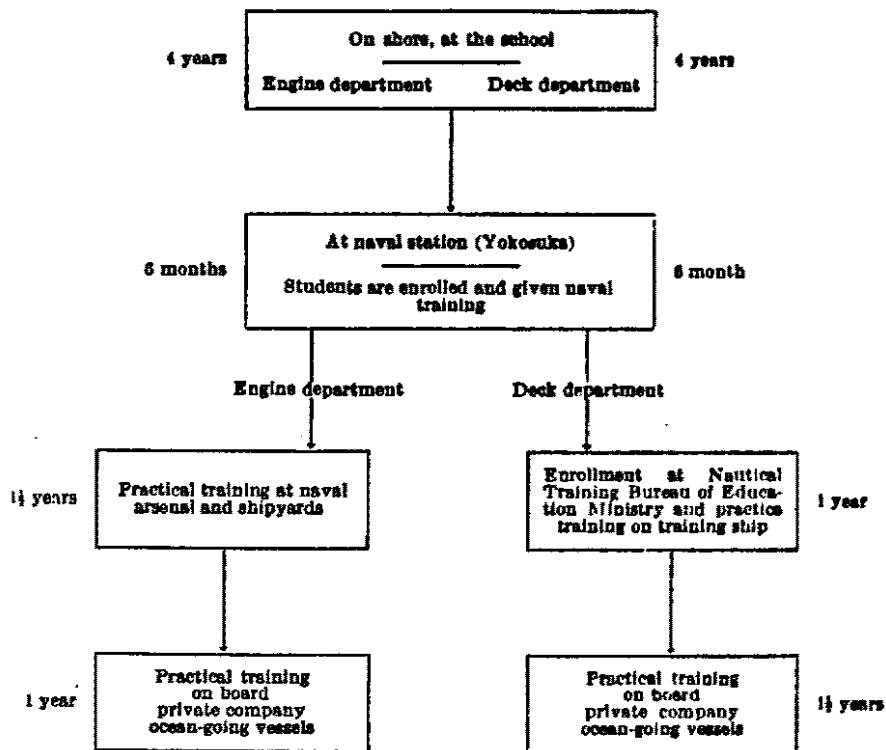 On shore, at the school
4 years
4 years
Engine department Deck department
At naval station (Yokosuka)
6 months
6 month
Students are enrolled and given naval
training
Engine department
Deck department
1½ years
Practical training at naval
arsenal and shipyards
Enrollment at Nautical
Training Bureau of Educa-
tion Ministry and practice
training on training ship
1 year
1 year
Practical training
on board
private company
ocean-going vessels
Practical training
on board
private company
ocean-going vessels
1½ years